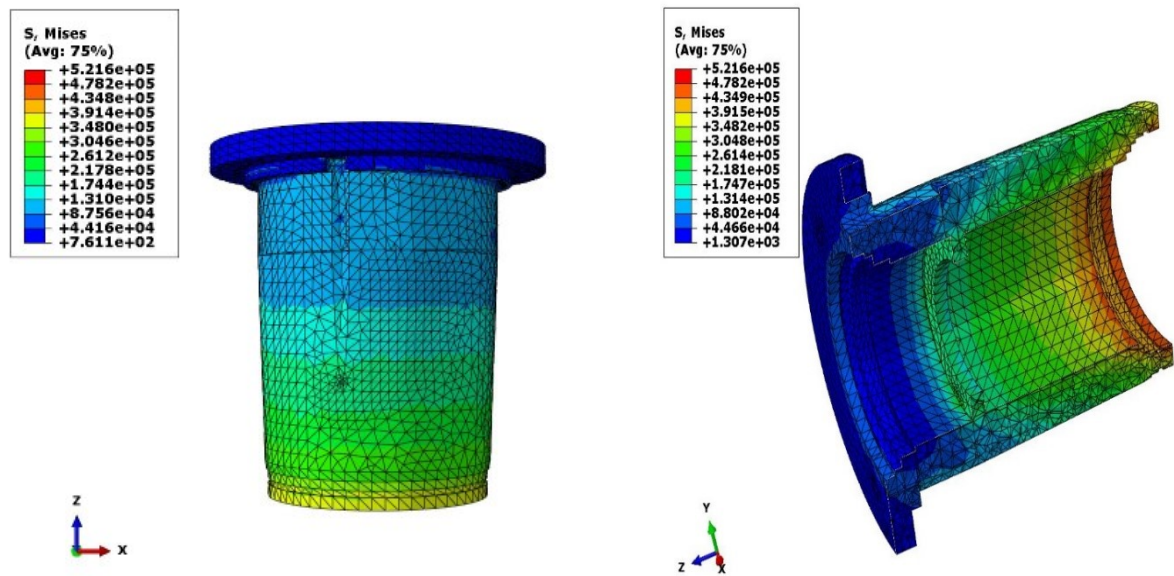 S, Mises
(Avg: 75%)
+5.216e+05
+4.782e+05
+4.348e+05
+3.914e+05
+3.480e+05
+3.046e+05
+2.612e+05
+2.178e+05
+1.744e+05
+1.310e+05
+8.756e+04
+4.416e+04
+7.611e+02
Z
X
S, Mises
(Avg: 75%)
+5.216e+05
+4.782e+05
+4.349e+05
+3.915e+05
+3.482e+05
+3.048e+05
+2.614e+05
+2.181e+05
+1.747e+05
+1.314e+05
+8.802e+04
+4.466e+04
+1.307e+03
Y
Z
X